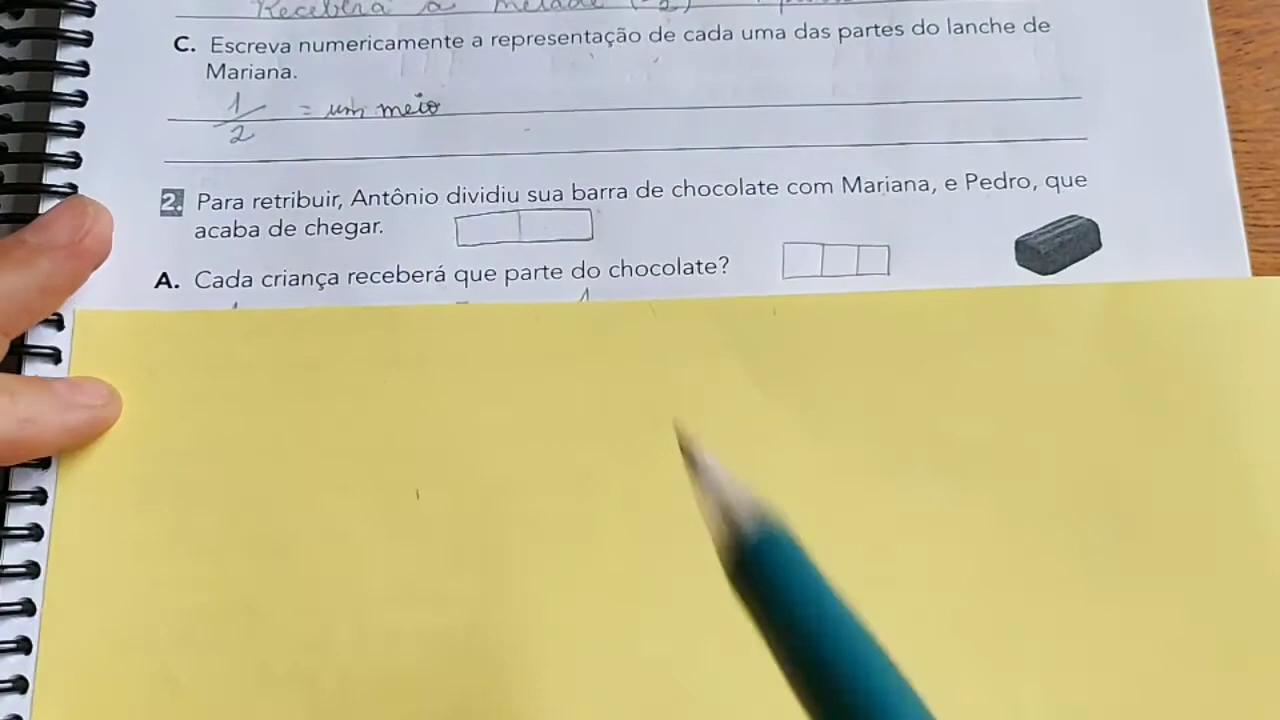 Receberá a metade (
C. Escreva numericamente a representação de cada uma das partes do lanche de
Mariana.
1/2 = um meio
2. Para retribuir, Antônio dividiu sua barra de chocolate com Mariana, e Pedro, que
acaba de chegar.
A. Cada criança receberá que parte do chocolate?